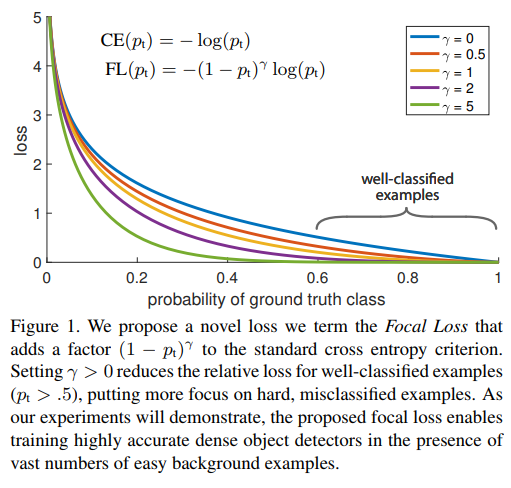 5
4
3
2
1
0
loss
CE(pt) = − log(pt)
FL(pt) = −(1 − pt)γ log(pt)
γ = 0
γ = 0.5
γ = 1
γ = 2
γ = 5
well-classified
examples
0 0.2 0.4 0.6 0.8 1
probability of ground truth class
Figure 1. We propose a novel loss we term the Focal Loss that
adds a factor (1 − pt)γ to the standard cross entropy criterion.
Setting γ > 0 reduces the relative loss for well-classified examples
(pt > .5), putting more focus on hard, misclassified examples. As
our experiments will demonstrate, the proposed focal loss enables
training highly accurate dense object detectors in the presence of
vast numbers of easy background examples.